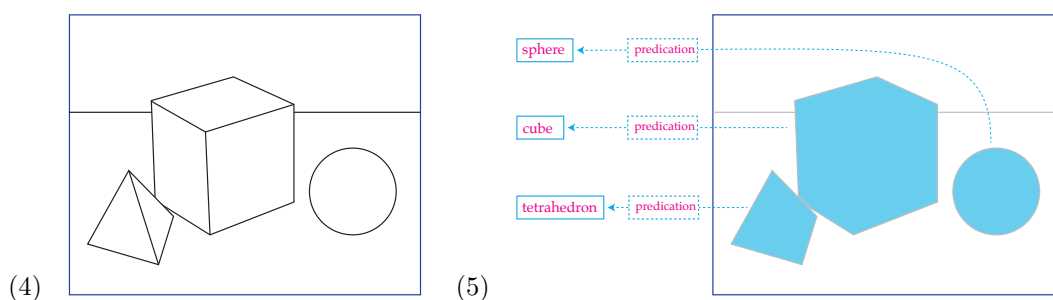 sphere predication
cube predication
tetrahedron predication
(4) (5)